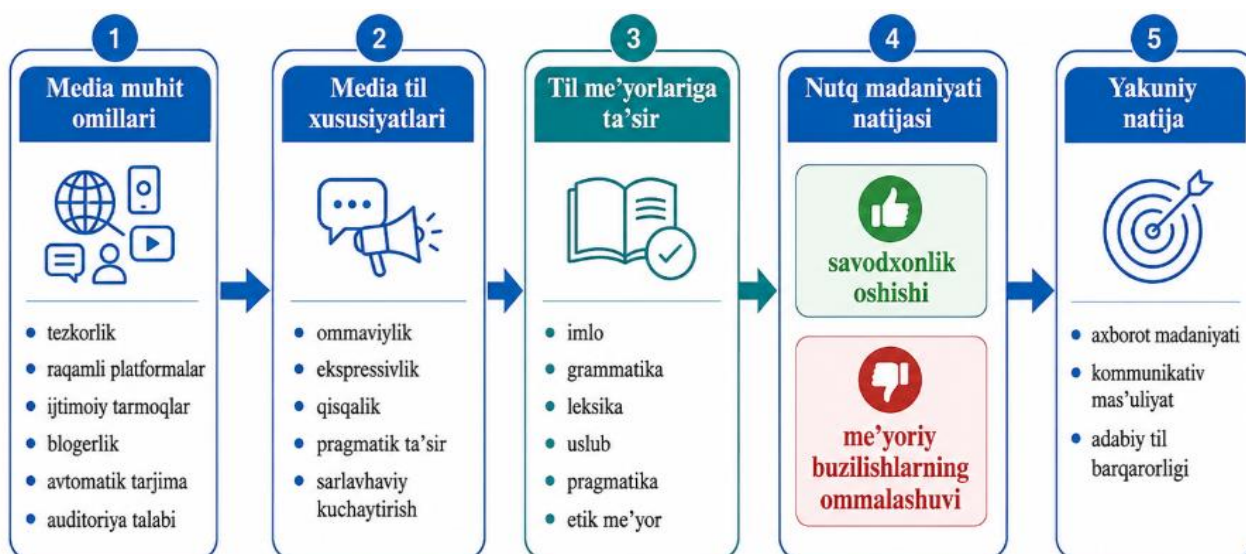 1
Media muhit
omillari
tezkorlik
raqamli platformalar
ijtimoiy tarmoqlar
blogerlik
avtomatik tarjima
auditoriya talabi
2
Media til
xususiyatlari
ommaviylik
ekspressivlik
qisqalik
pragmatik ta’sir
sarlavhaviy
kuchaytirish
3
Til me’yorlariga
ta’sir
imlo
grammatika
leksika
uslub
pragmatika
etik me’yor
4
Nutq madaniyati
natijasi
savodxonlik
oshishi
me’yoriy
buzilishlarning
ommalashuvi
5
Yakuniy
natija
axborot madaniyati
kommunikativ
mas’uliyat
adabiy til
barqarorligi